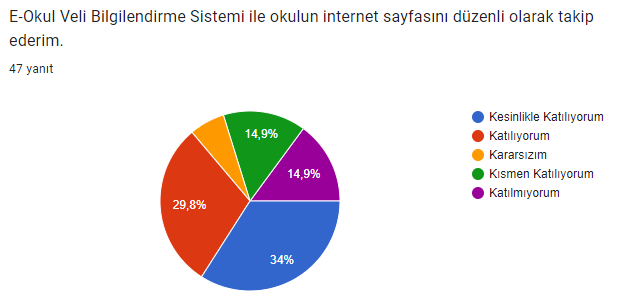 E-Okul Veli Bilgilendirme Sistemi ile okulun internet sayfasını düzenli olarak takip
ederim.
47 yanıt
14,9%
14,9%
29,8%
34%
Kesinlikle Katılıyorum
Katılıyorum
Kararsızım
Kısmen Katılıyorum
Katılmıyorum